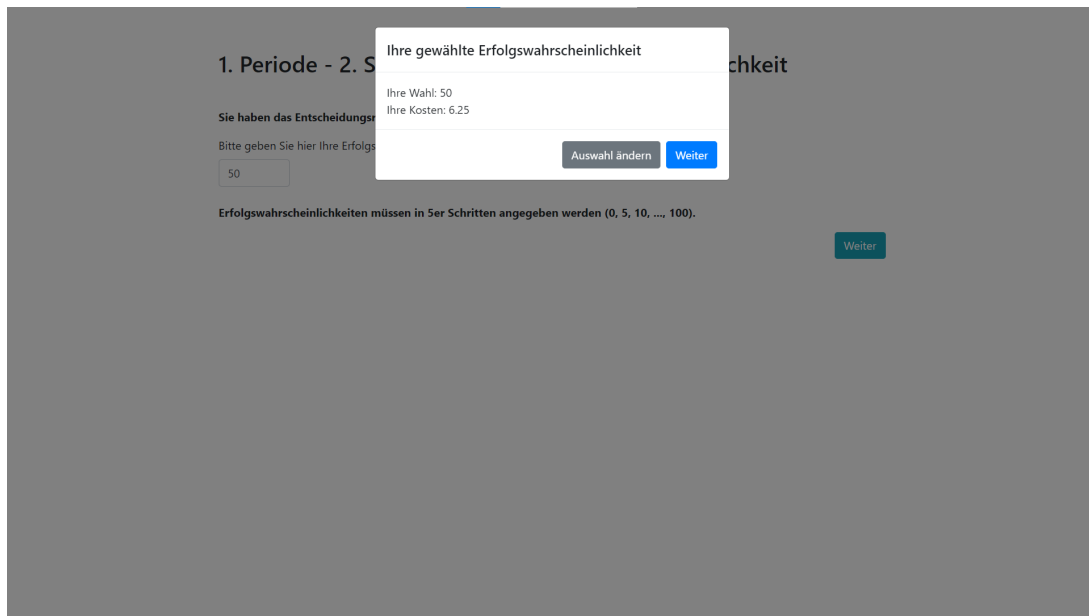 Ihre gewählte Erfolgswahrscheinlichkeit
Ihre Wahl: 50
Ihre Kosten: 6.25
Auswahl ändern Weiter
1. Periode - 2. S
chkeit
Sie haben das Entscheidungsr
Bitte geben Sie hier Ihre Erfolgs
50
Erfolgswahrscheinlichkeiten müssen in 5er Schritten angegeben werden (0, 5, 10, ..., 100).
Weiter